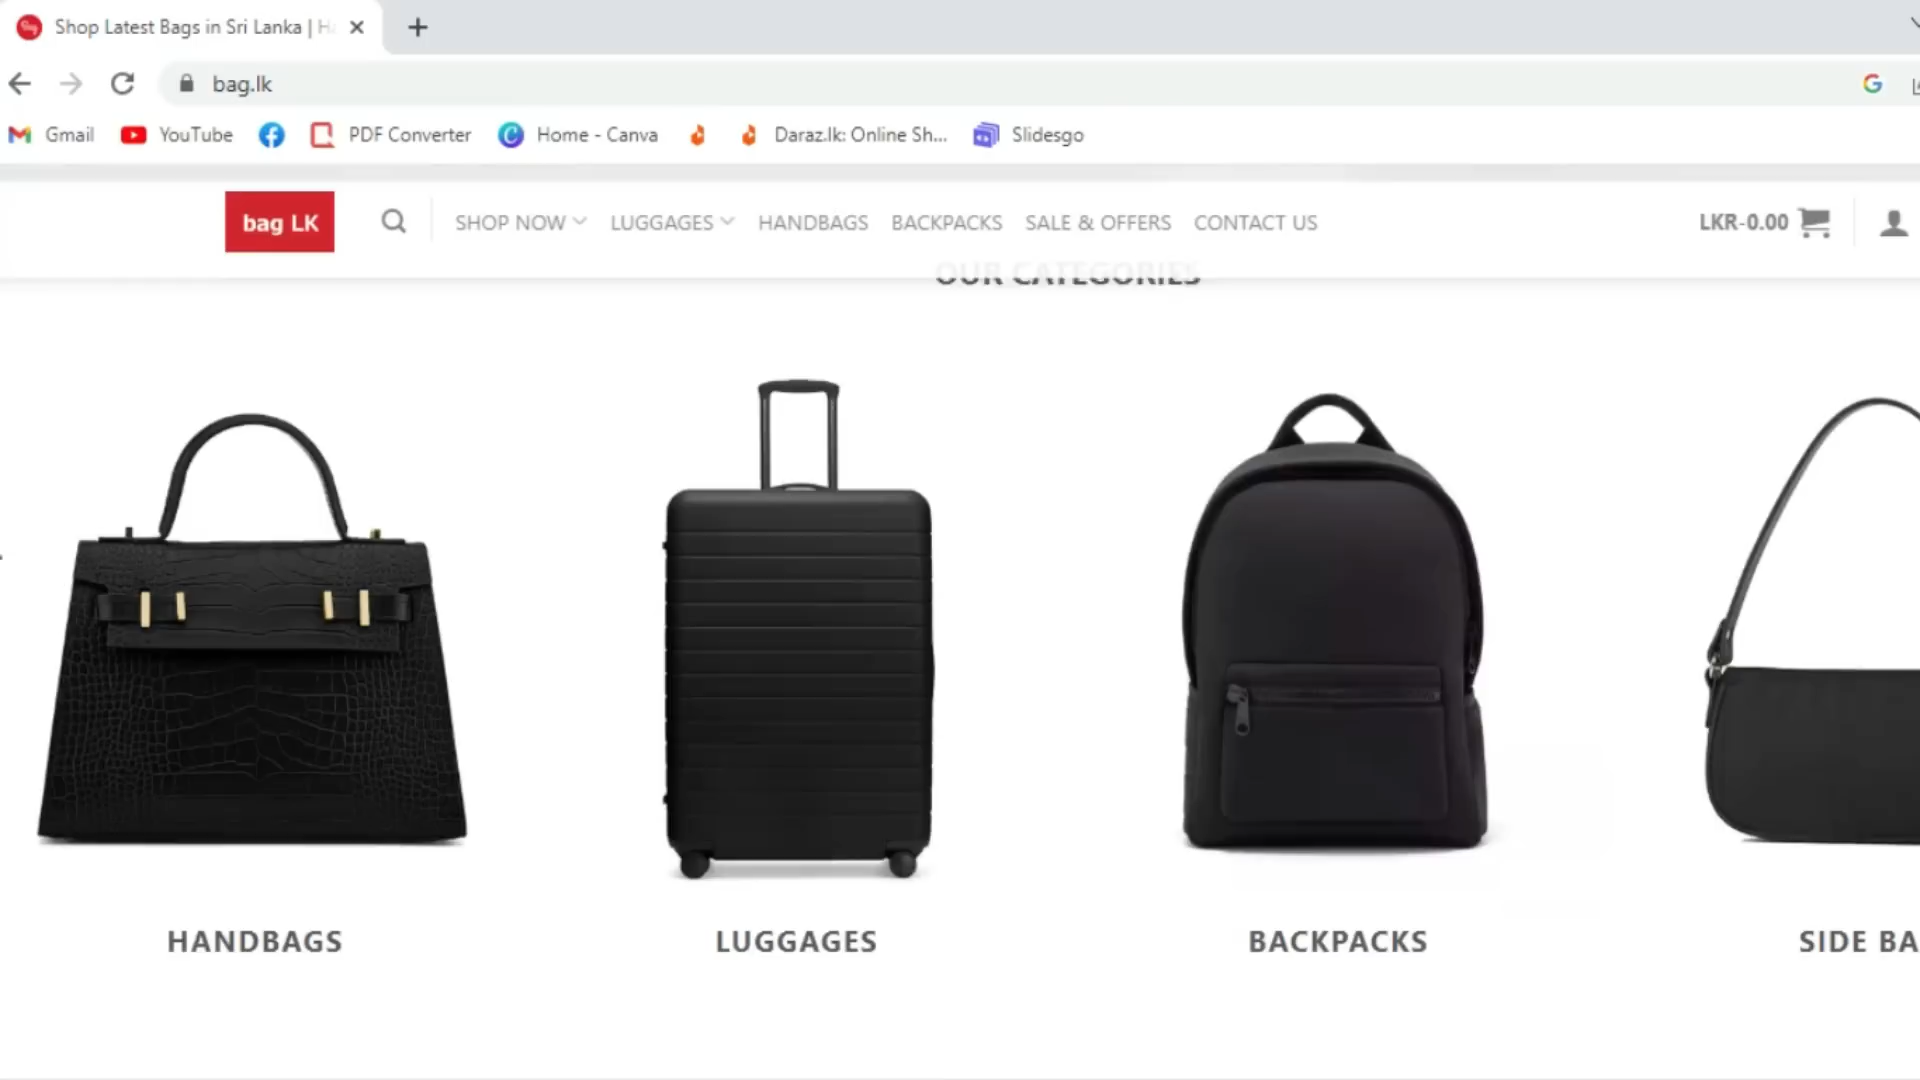 Shop Latest Bags in Sri Lanka |
bag.lk
Gmail YouTube PDF Converter Home - Canva Daraz.lk: Online Sh... Slidesgo
bag LK SHOP NOW LUGGAGES HANDBAGS BACKPACKS SALE & OFFERS CONTACT US LKR-0.00
OUR CATEGORIES
HANDBAGS LUGGAGES BACKPACKS SIDE BA